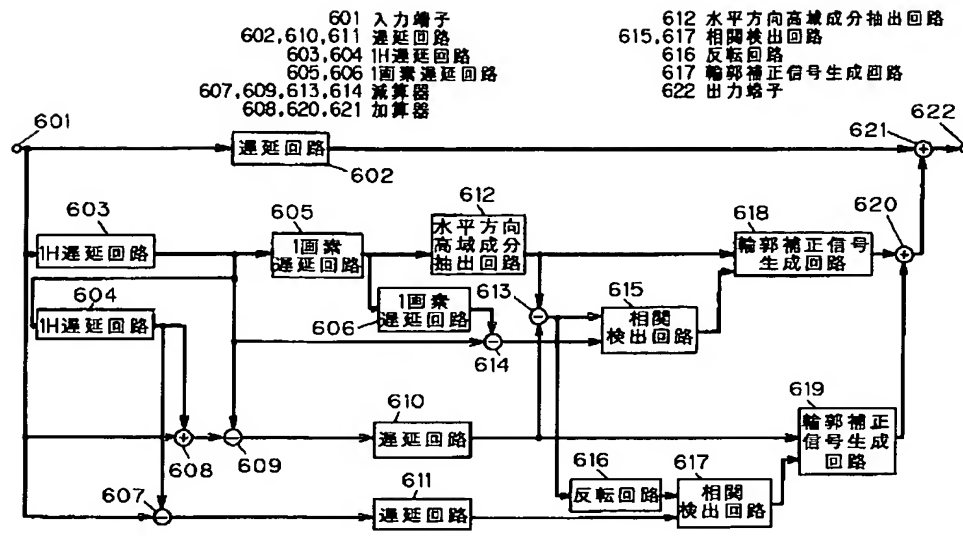 601 入力端子
602,610,611 遅延回路
603,604 1H遅延回路
605,606 1画素遅延回路
607,609,613,614 減算器
608,620,621 加算器
612 水平方向高域成分抽出回路
615,617 相関検出回路
616 反転回路
617 輪郭補正信号生成回路
622 出力端子
601
621
622
遅延回路
602
603
1H遅延回路
605
1画素
遅延回路
612
水平方向
高域成分
抽出回路
618
輪郭補正信号
生成回路
620
604
1H遅延回路
606
1画素
遅延回路
613
614
615
相関
検出回路
608
609
610
遅延回路
619
輪郭補正
信号生成
回路
607
611
遅延回路
616
反転回路
617
相関
検出回路